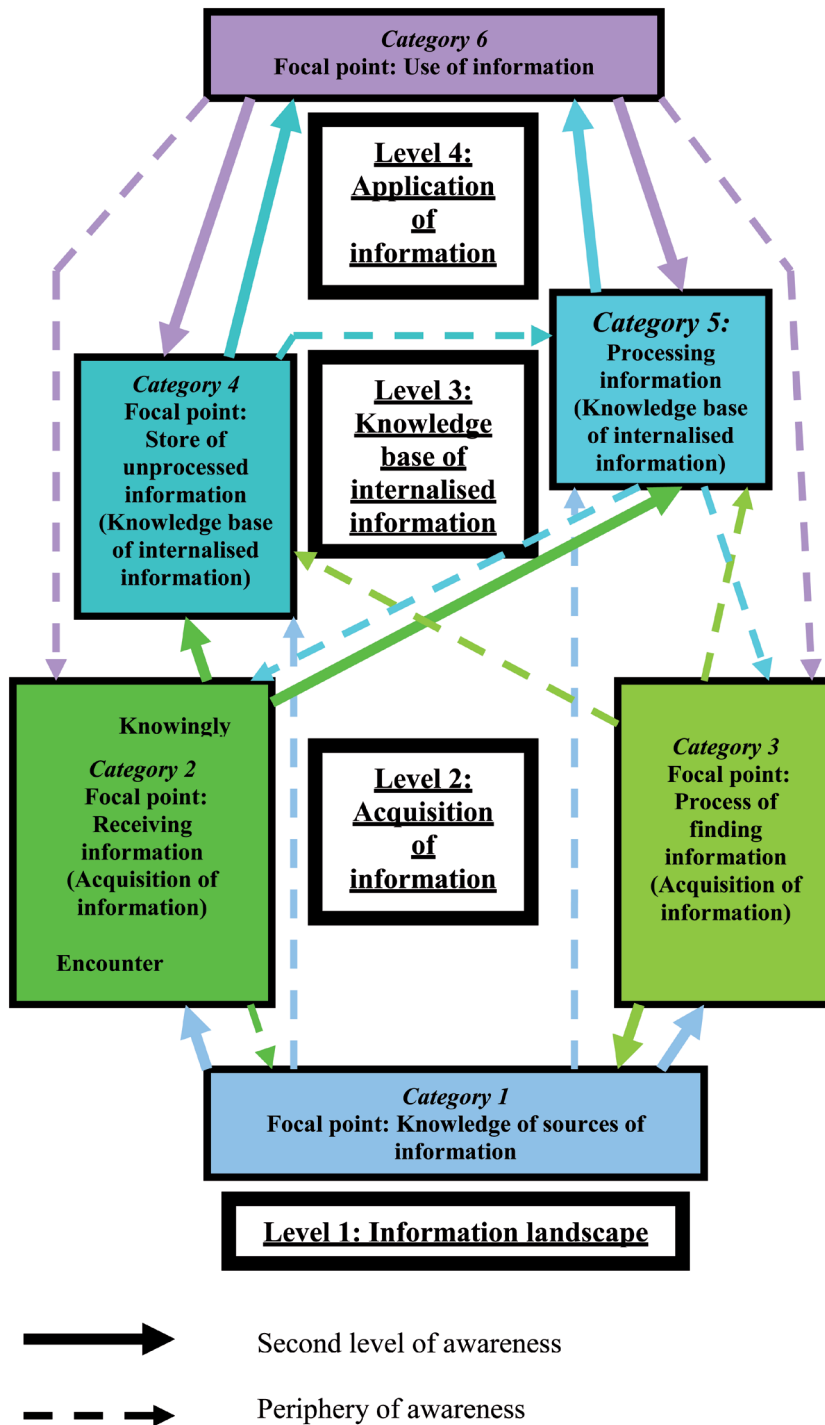 Category 6
Focal point: Use of information
Level 4:
Application
of
information
Category 5:
Processing
information
(Knowledge base
of internalised
information)
Category 4
Focal point:
Store of
unprocessed
information
(Knowledge base
of internalised
information)
Level 3:
Knowledge
base of
internalised
information
Knowingly
Category 2
Focal point:
Receiving
information
(Acquisition of
information)
Encounter
Level 2:
Acquisition
of
information
Category 3
Focal point:
Process of
finding
information
(Acquisition of
information)
Category 1
Focal point: Knowledge of sources of
information
Level 1: Information landscape
Second level of awareness
Periphery of awareness